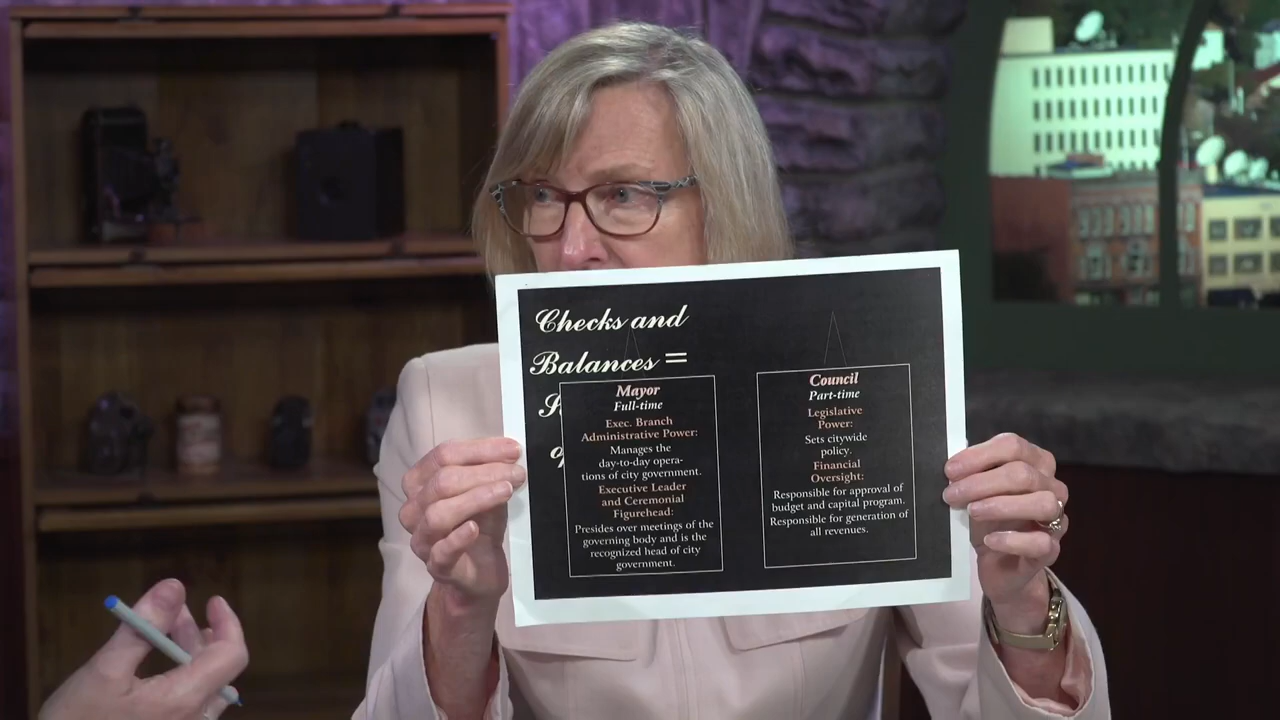 Checks and
Balances =
Mayor
Full-time
Exec. Branch
Administrative Power:
Manages the
day-to-day opera-
tions of city government.
Executive Leader
and Ceremonial
Figurehead:
Presides over meetings of the
governing body and is the
recognized head of city
government.
Council
Part-time
Legislative
Power:
Sets citywide
policy.
Financial
Oversight:
Responsible for approval of
budget and capital program.
Responsible for generation of
all revenues.